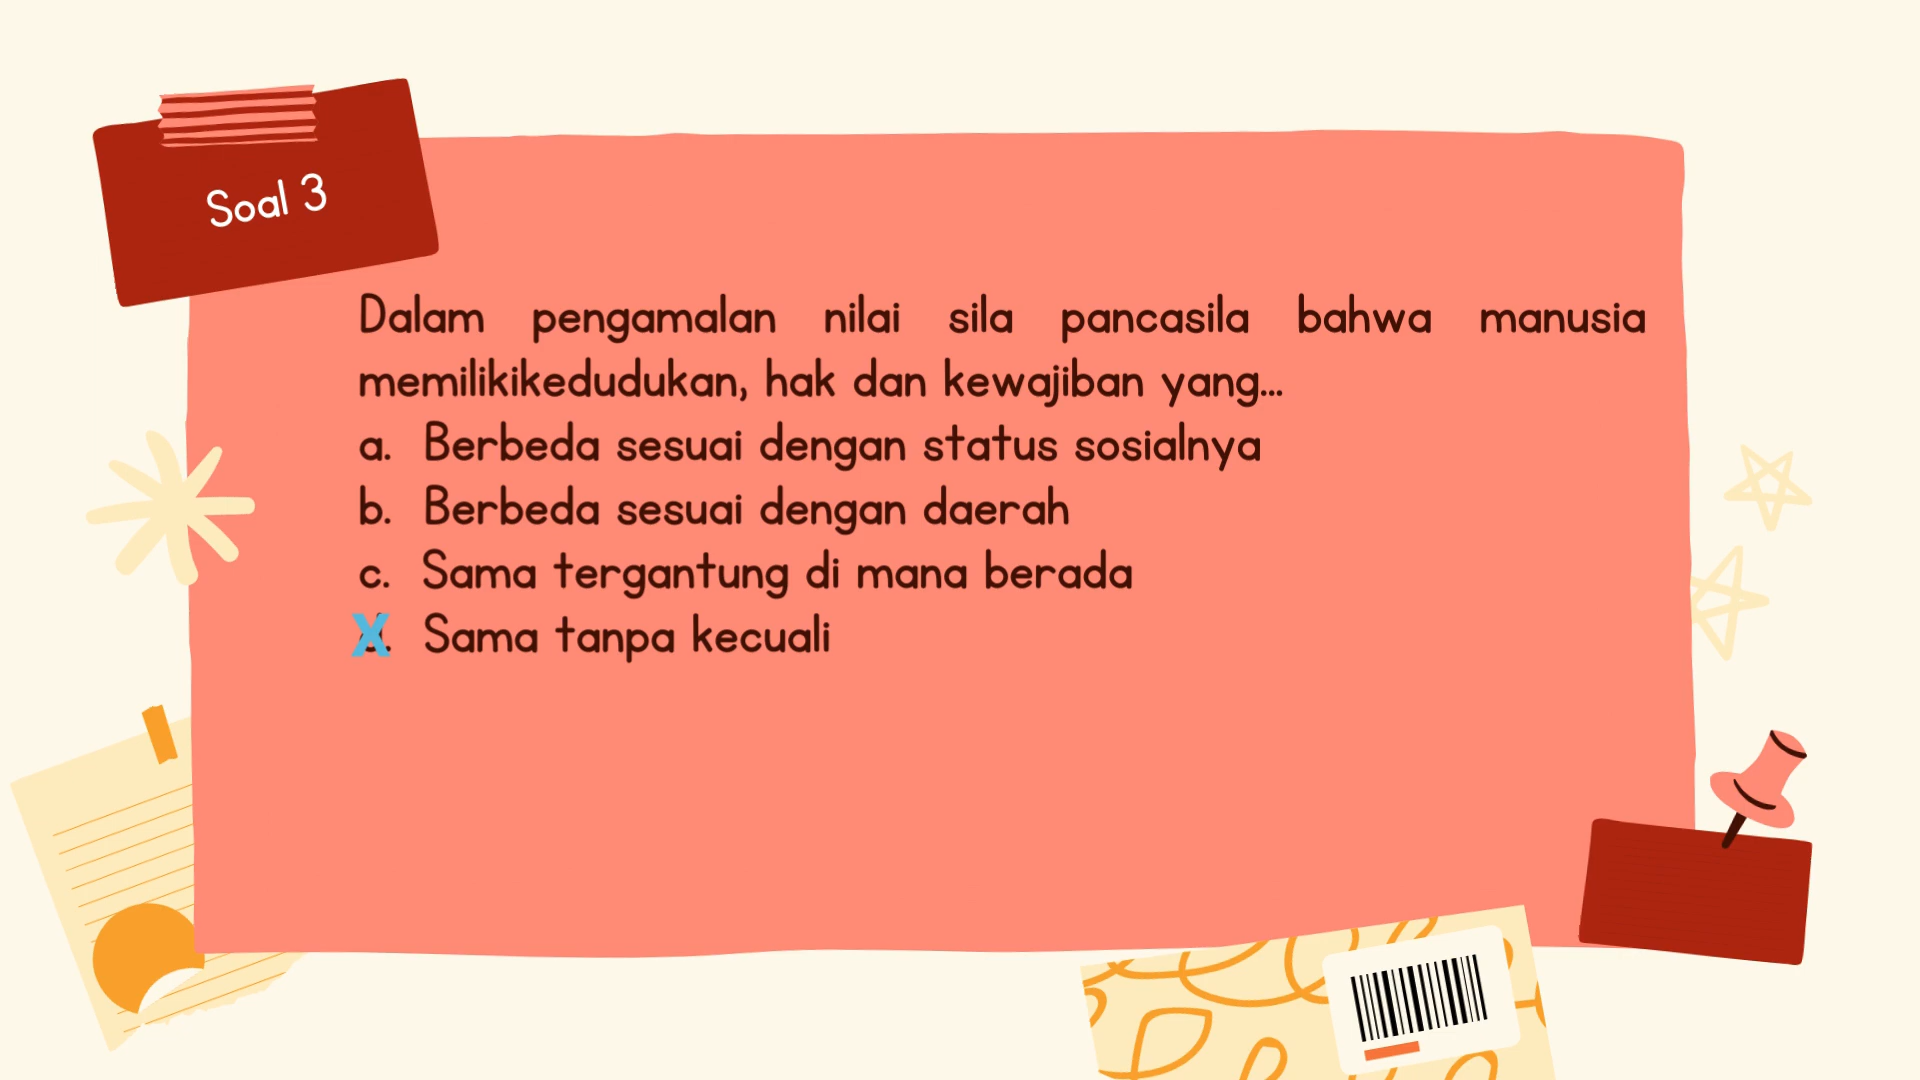 Soal 3
Dalam pengamalan nilai sila pancasila bahwa manusia
memilikikedudukan, hak dan kewajiban yang...
a. Berbeda sesuai dengan status sosialnya
b. Berbeda sesuai dengan daerah
c. Sama tergantung di mana berada
X Sama tanpa kecuali